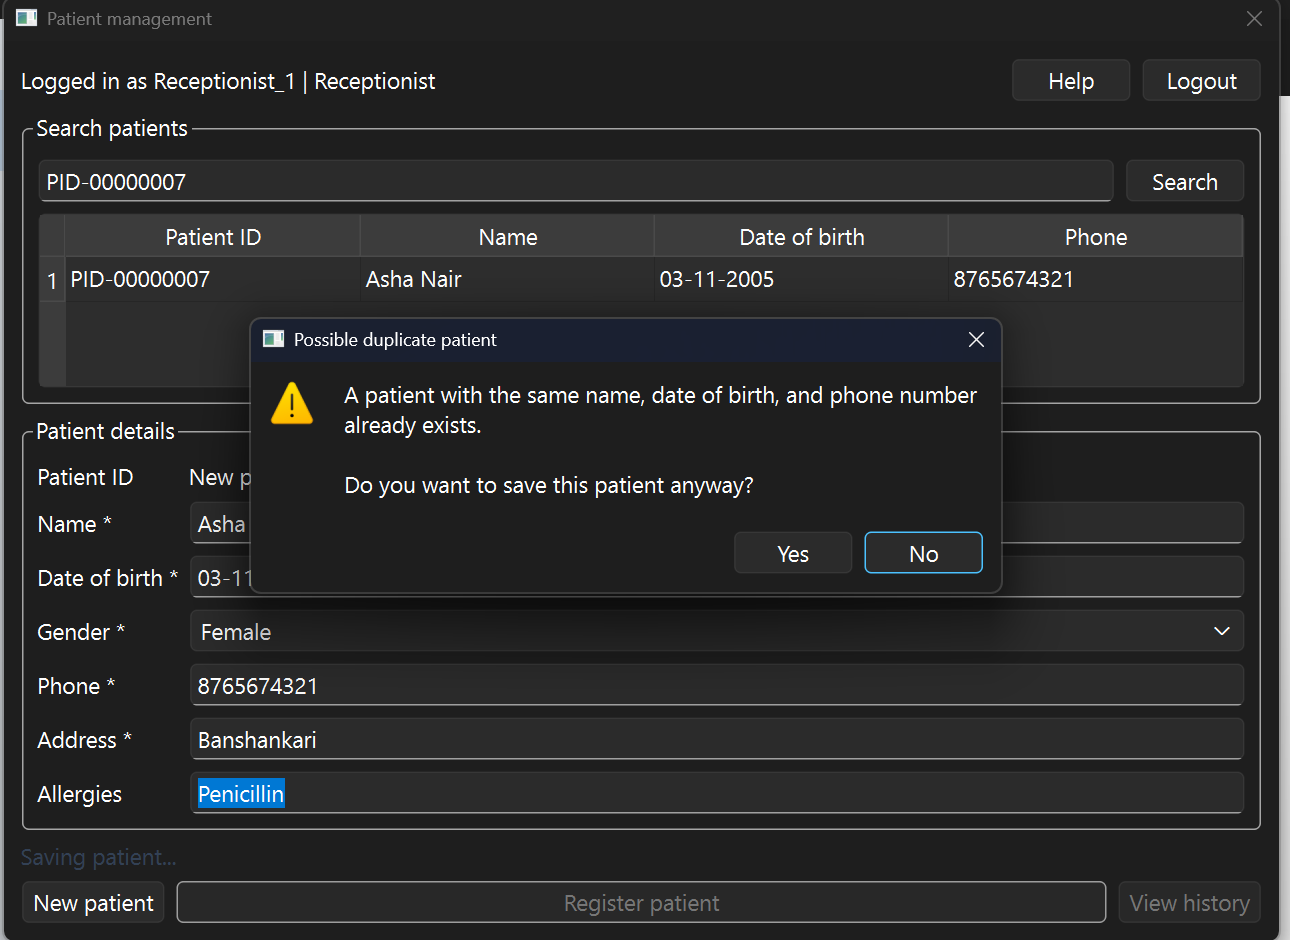 Patient management
Logged in as Receptionist_1 | Receptionist
Help
Logout
Search patients
PID-00000007
Search
Patient ID Name Date of birth Phone
1 PID-00000007 Asha Nair 03-11-2005 8765674321
Possible duplicate patient
A patient with the same name, date of birth, and phone number
already exists.
Do you want to save this patient anyway?
Yes
No
Patient details
Patient ID New
Name * Asha
Date of birth * 03-11
Gender * Female
Phone * 8765674321
Address * Banshankari
Allergies Penicillin
Saving patient...
New patient
Register patient
View history